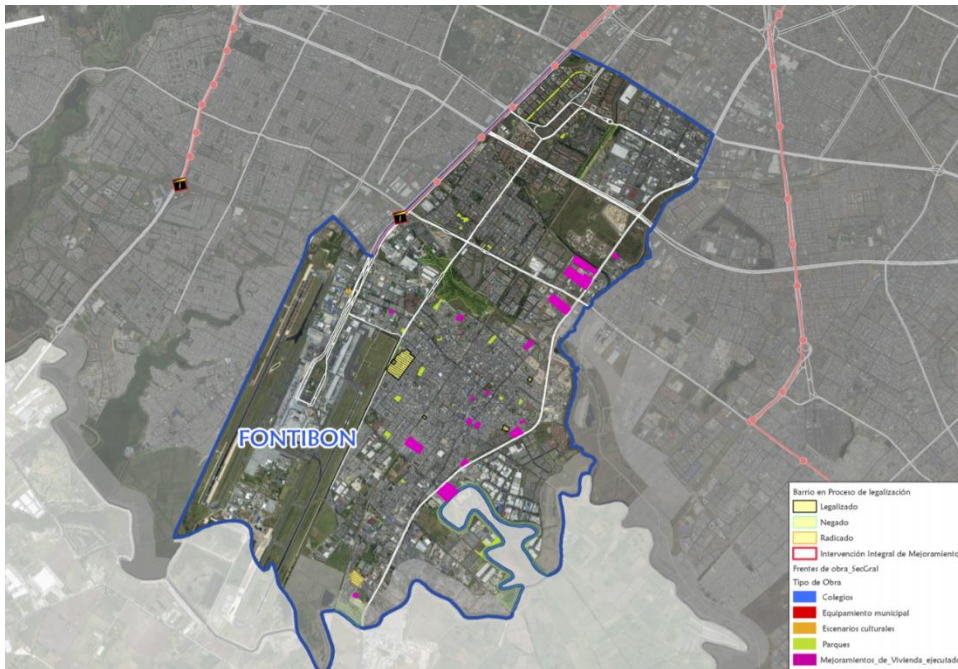 FONTIBON
Barrio en Proceso de legalización
Legalizado
Negado
Radicado
Intervención Integral de Mejoramiento
Frentes de obra_SecGral
Tipo de Obra
Colegios
Equipamiento municipal
Escenarios culturales
Parques
Mejoramientos_de_Vivienda_ejecutado